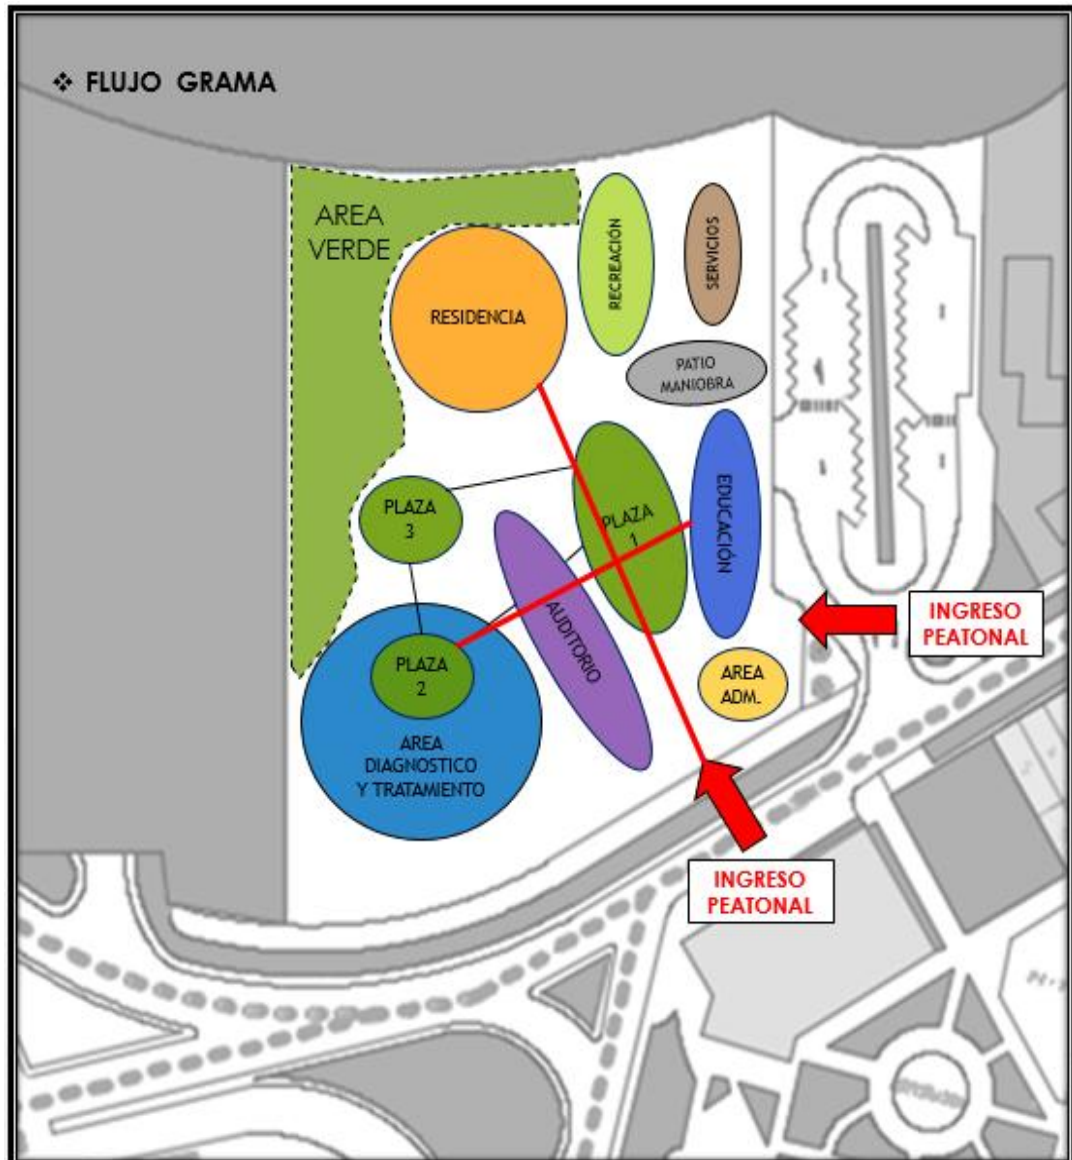 ❖ FLUJO GRAMA
AREA
VERDE
RECREACIÓN
SERVICIOS
RESIDENCIA
PATIO
MANIOBRA
PLAZA
3
PLAZA
1
EDUCACIÓN
AUDITORIO
INGRESO
PEATONAL
PLAZA
2
AREA
ADM.
AREA
DIAGNOSTICO
Y TRATAMIENTO
INGRESO
PEATONAL